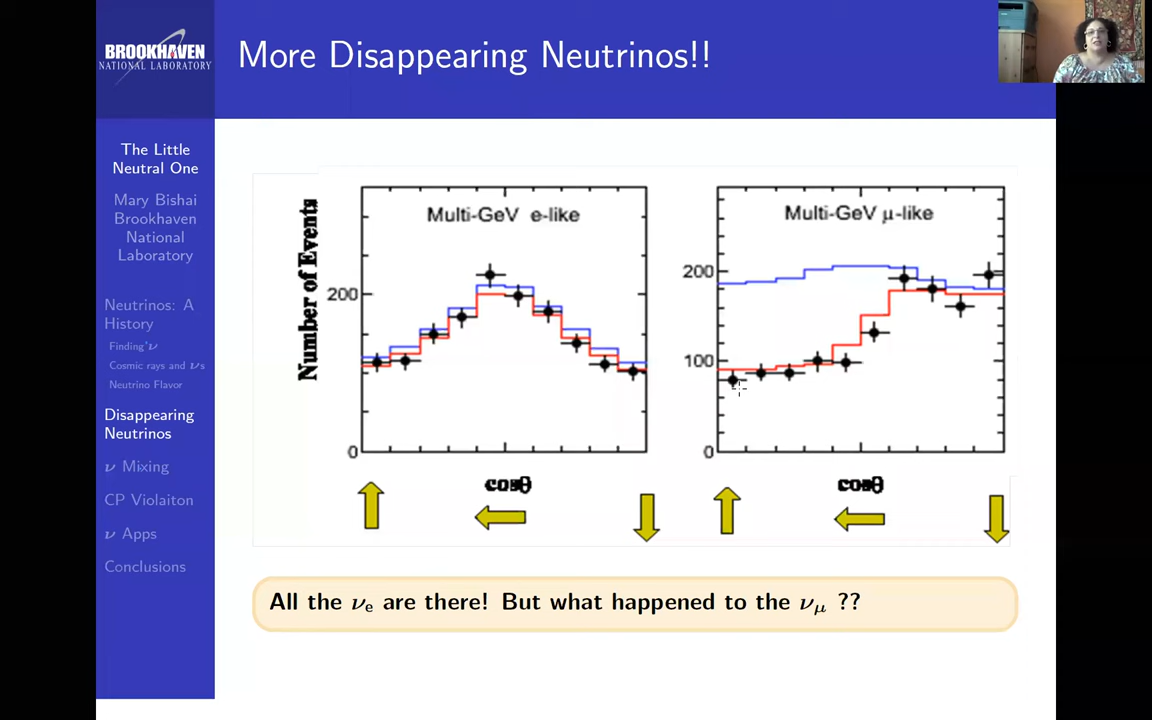 BROOKHAVEN
NATIONAL LABORATORY
More Disappearing Neutrinos!!
The Little
Neutral One
Mary Bishai
Brookhaven
National
Laboratory
Neutrinos: A
History
Finding ν
Cosmic rays and νs
Neutrino Flavor
Disappearing
Neutrinos
ν Mixing
CP Violaiton
ν Apps
Conclusions
Number of Events
Multi-GeV e-like
200
0
cosθ
Multi-GeV μ-like
200
100
0
cosθ
All the νe are there! But what happened to the νμ ??